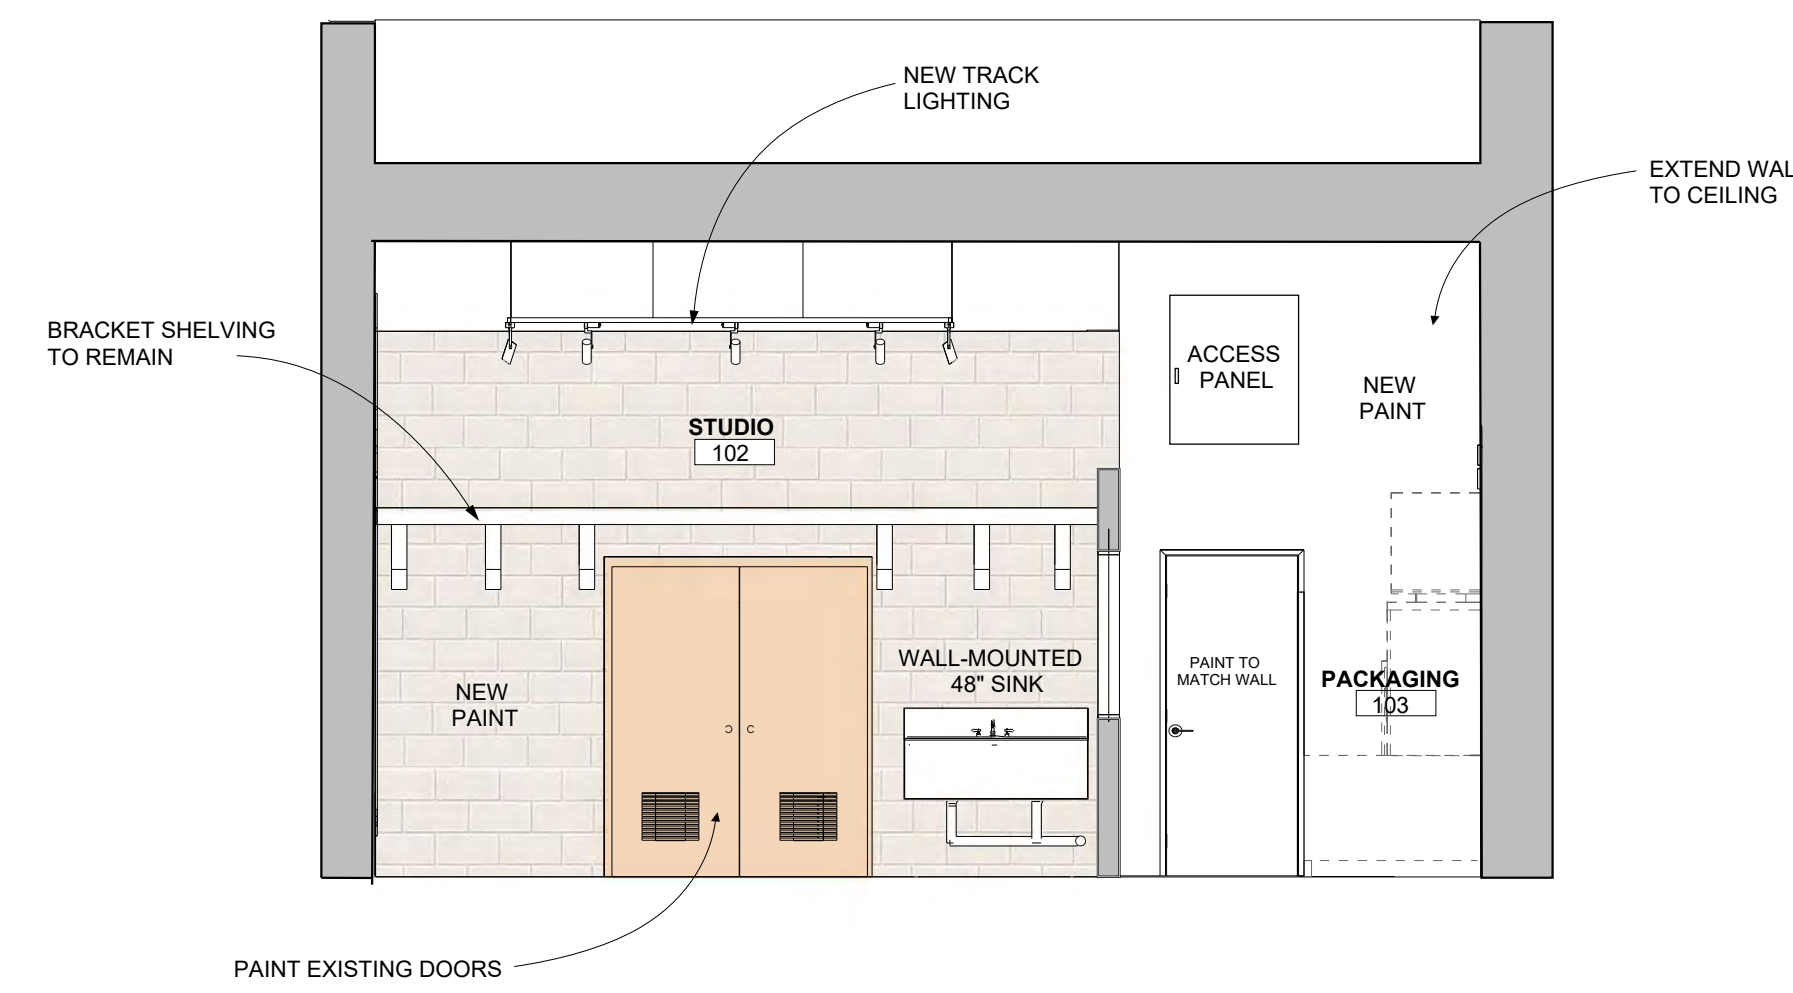 NEW TRACK
LIGHTING
EXTEND WAL
TO CEILING
BRACKET SHELVING
TO REMAIN
ACCESS
PANEL
NEW
PAINT
STUDIO
102
WALL-MOUNTED
48" SINK
PAINT TO
MATCH WALL
PACKAGING
103
NEW
PAINT
PAINT EXISTING DOORS